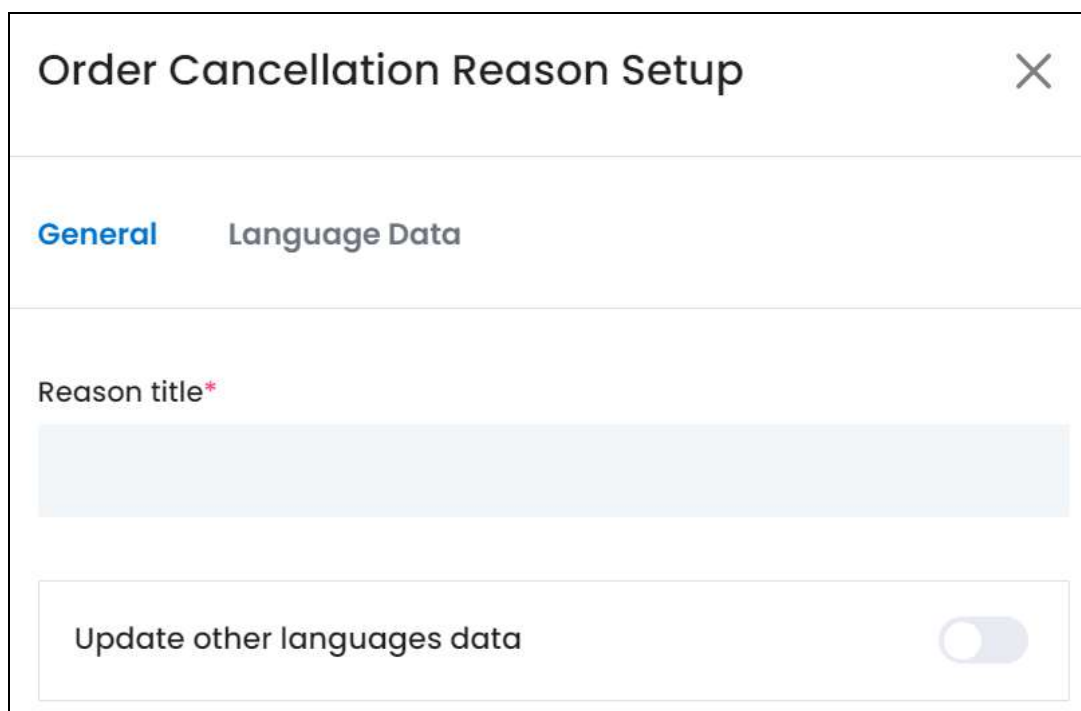 Order Cancellation Reason Setup
General Language Data
Reason title*
Update other languages data